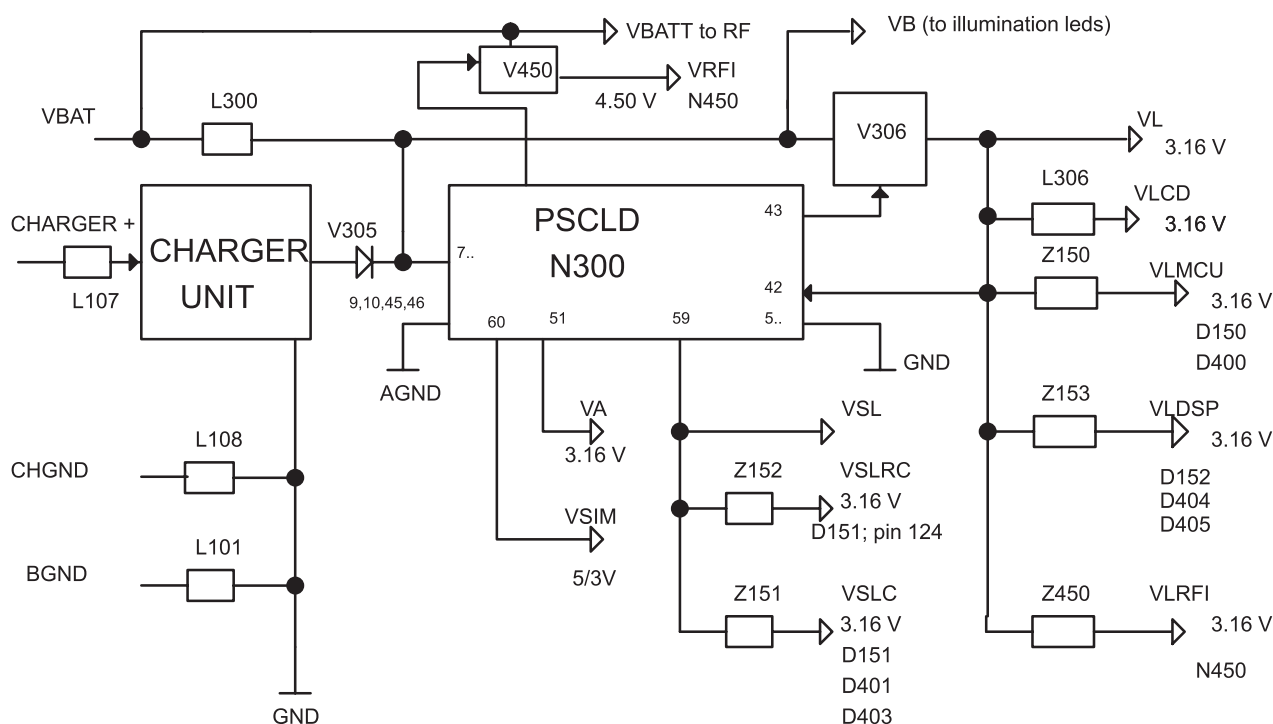 VBATT to RF
VB (to illumination leds)
V450
VRFI
4.50 V
N450
L300
VBAT
V306
VL
3.16 V
L306
VLCD
3.16 V
CHARGER +
L107
CHARGER
UNIT
V305
9,10,45,46
PSCLD
N300
7..
43
42
60
51
59
5..
Z150
VLMCU
3.16 V
D150
D400
AGND
GND
VA
3.16 V
VSL
Z153
VLDSP
3.16 V
D152
D404
D405
L108
CHGND
Z152
VSLRC
3.16 V
D151; pin 124
VSIM
5/3V
L101
BGND
Z151
VSLC
3.16 V
D151
D401
D403
Z450
VLRFI
3.16 V
N450
GND